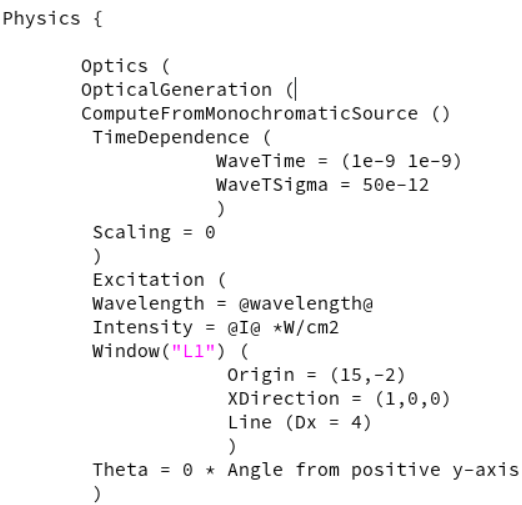 Physics {
Optics (
OpticalGeneration (
ComputeFromMonochromaticSource ()
TimeDependence (
WaveTime = (1e-9 1e-9)
WaveTSigma = 50e-12
)
Scaling = 0
)
Excitation (
Wavelength = @wavelength@
Intensity = @I@ *W/cm2
Window("L1") (
Origin = (15,-2)
XDirection = (1,0,0)
Line (Dx = 4)
)
Theta = 0 * Angle from positive y-axis
)